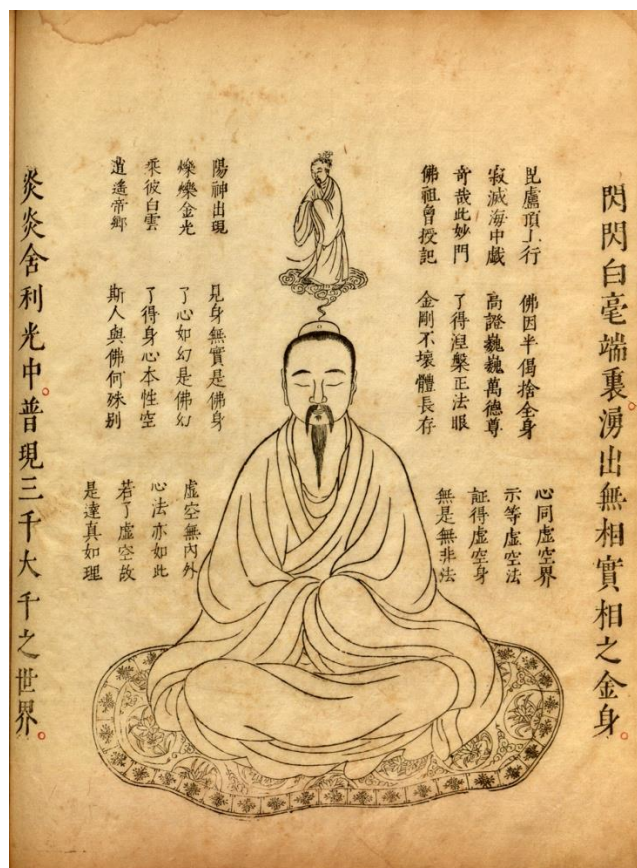 閃閃白毫端裏。湧出無相實相之金身。
毘盧頂上行
寂滅海中戲
奇哉此妙門
佛祖曾授記
佛因半偈捨全身
高證巍巍萬德尊
了得湼槃正法眼
金剛不壞體長存
心同虛空界
示等虛空法
証得虛空身
無是無非法
陽神出現
爍爍金光
乘彼白雲
逍遙帝鄉
見身無實是佛身
了心如幻是佛幻
了得身心本性空
斯人與佛何殊别
虛空無內外
心法亦如此
若了虛空故
是達真如理
炎炎舍利光中。普現三千大千之世界。